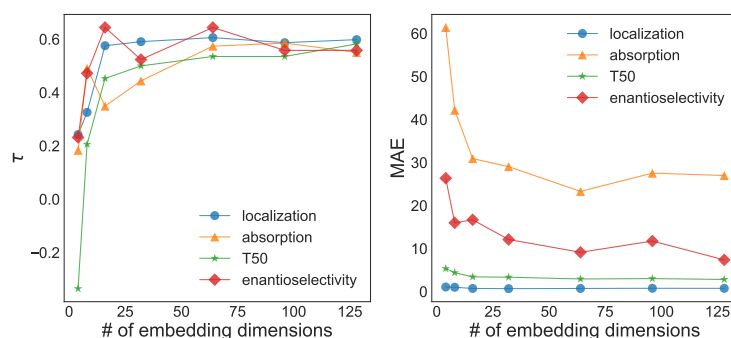 0.6
0.4
0.2
0.0
−0.2
τ
localization
absorption
T50
enantioselectivity
0 25 50 75 100 125
# of embedding dimensions
60
50
40
30
20
10
0
MAE
localization
absorption
T50
enantioselectivity
0 25 50 75 100 125
# of embedding dimensions